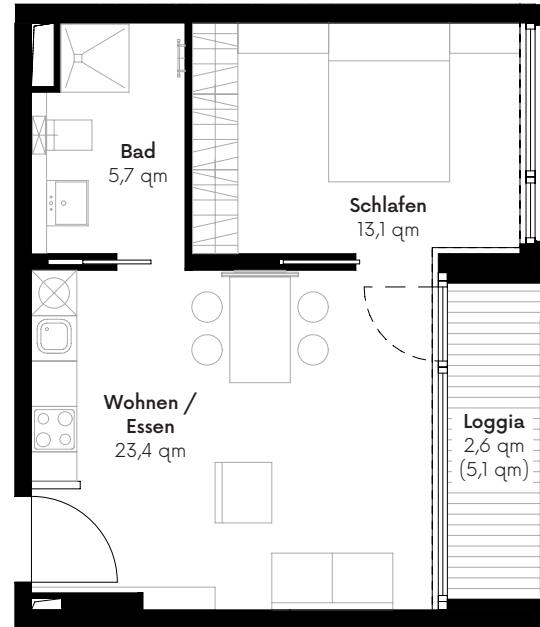 Bad
5,7 qm
Schlafen
13,1 qm
Wohnen /
Essen
23,4 qm
Loggia
2,6 qm
(5,1 qm)